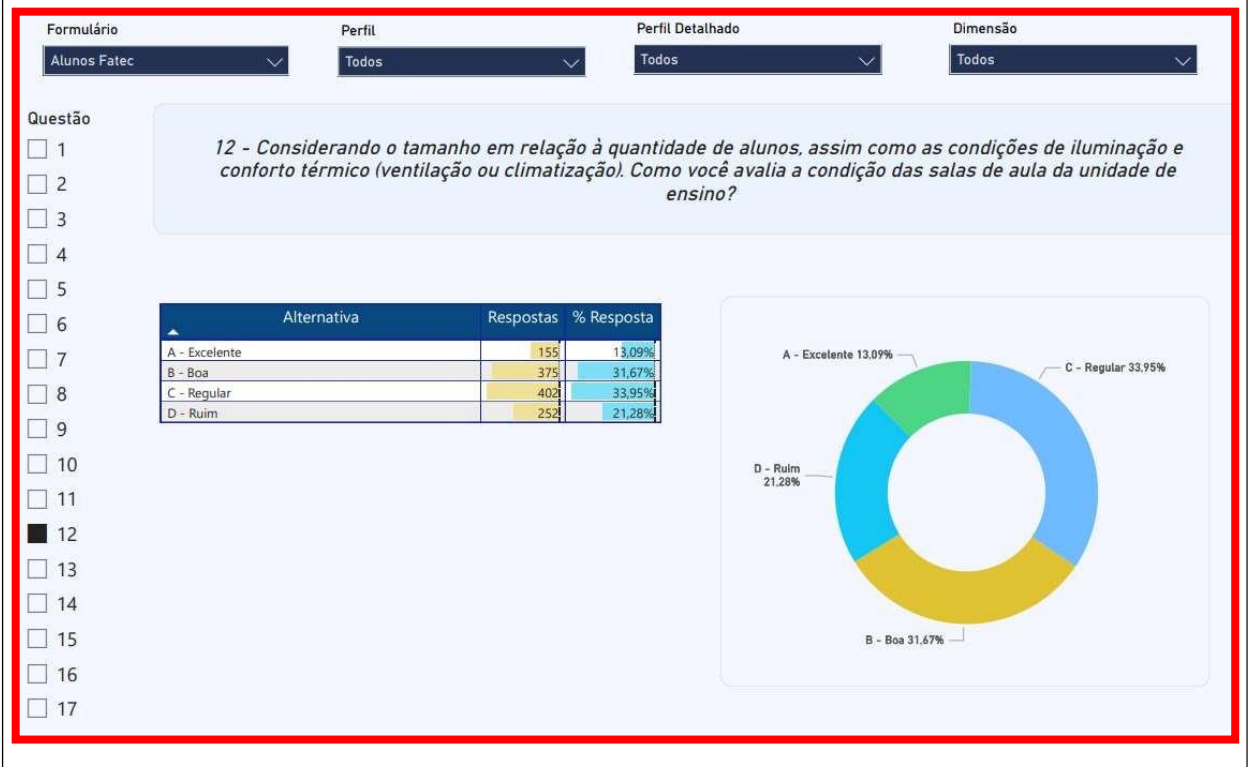 Formulário
Perfil
Perfil Detalhado
Dimensão
Alunos Fatec
Todos
Todos
Todos
Questão
1
2
3
4
5
6
7
8
9
10
11
12
13
14
15
16
17
12 - Considerando o tamanho em relação à quantidade de alunos, assim como as condições de iluminação e
conforto térmico (ventilação ou climatização). Como você avalia a condição das salas de aula da unidade de
ensino?
Alternativa Respostas % Resposta
A - Excelente 155 13,09%
B - Boa 375 31,67%
C - Regular 402 33,95%
D - Ruim 252 21,28%
A - Excelente 13,09%
C - Regular 33,95%
D - Ruim
21,28%
B - Boa 31,67%